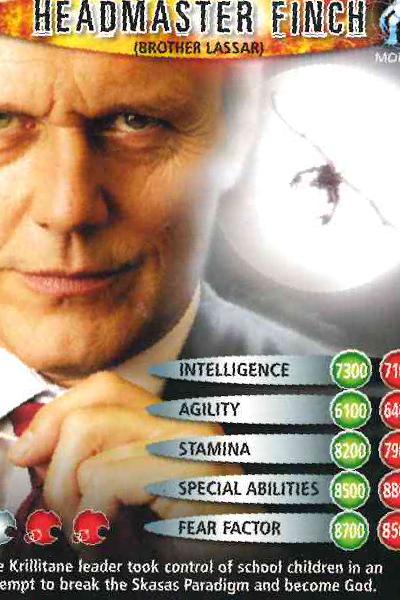 HEADMASTER FINCH
(BROTHER LASSAR)
INTELLIGENCE 7300
AGILITY 6100
STAMINA 8200
SPECIAL ABILITIES 8500
FEAR FACTOR 8700
Krillitane leader took control of school children in an
to break the Skasas Paradigm and become God.